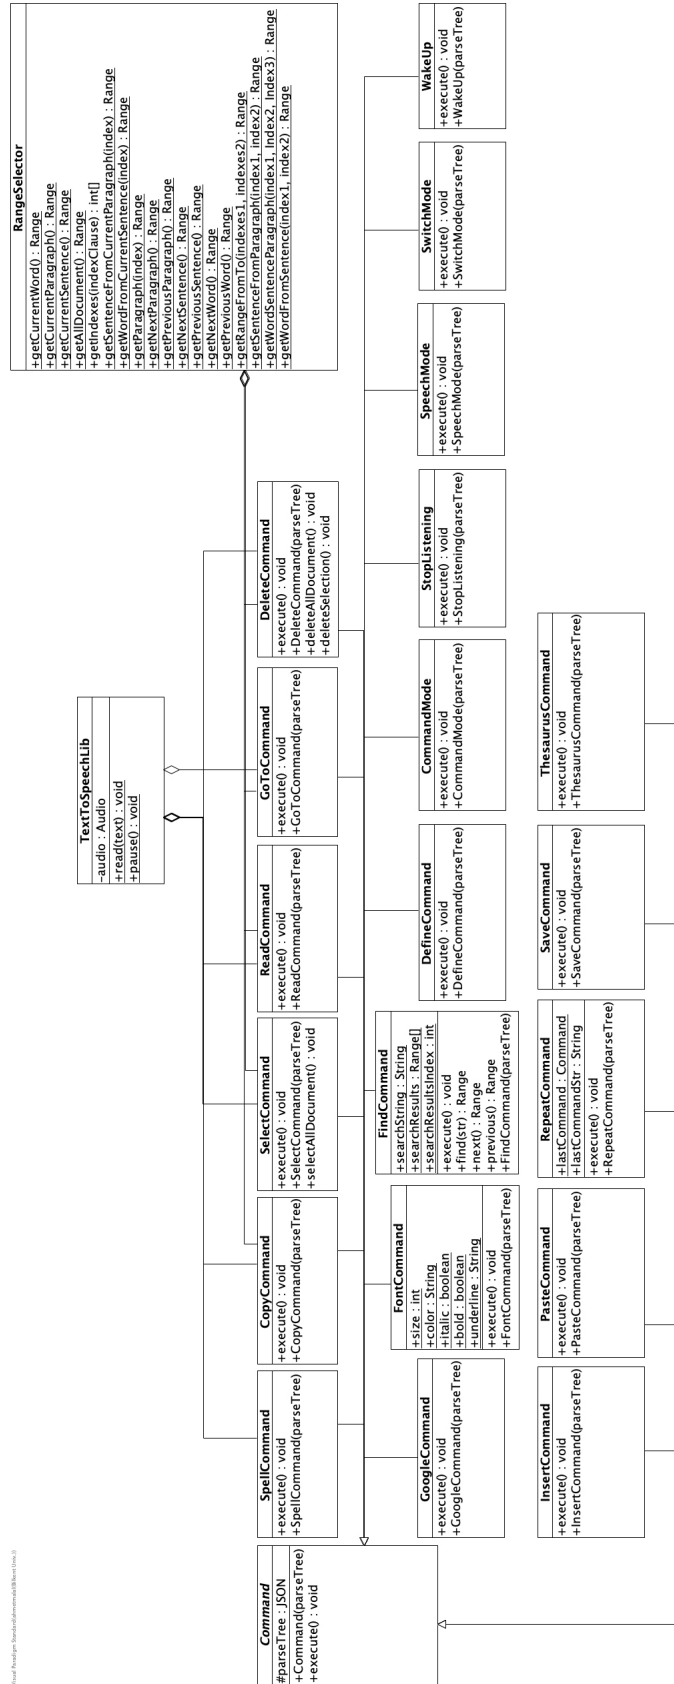 RangeSelector
+getCurrentWord() : Range
+getCurrentParagraph() : Range
+getCurrentSentence() : Range
+getAllDocument() : Range
+getIndexes(indexClause) : int[]
+getSentenceFromCurrentParagraph(index) : Range
+getWordFromCurrentSentence(index) : Range
+getParagraph(index) : Range
+getNextParagraph() : Range
+getPreviousParagraph() : Range
+getNextSentence() : Range
+getPreviousSentence() : Range
+getNextWord() : Range
+getPreviousWord() : Range
+getRangeFromTo(indexes1, indexes2) : Range
+getSentenceFromParagraph(index1, index2) : Range
+getWordSentenceParagraph(index1, Index2, Index3) : Range
+getWordFromSentence(index1, index2) : Range
TextToSpeechLib
-audio : Audio
+read(text) : void
+pause() : void
Command
#parseTree : JSON
+Command(parseTree)
+execute() : void
SpellCommand
+execute() : void
+SpellCommand(parseTree)
CopyCommand
+execute() : void
+CopyCommand(parseTree)
SelectCommand
+execute() : void
+SelectCommand(parseTree)
+selectAllDocument() : void
ReadCommand
+execute() : void
+ReadCommand(parseTree)
GoToCommand
+execute() : void
+GoToCommand(parseTree)
DeleteCommand
+execute() : void
+DeleteCommand(parseTree)
+deleteAllDocument() : void
+deleteSelection() : void
GoogleCommand
+execute() : void
+GoogleCommand(parseTree)
FontCommand
+size : int
+color : String
+italic : boolean
+bold : boolean
+underline : String
+execute() : void
+FontCommand(parseTree)
FindCommand
+searchString : String
+searchResults : Range[]
+searchResultsIndex : int
+execute() : void
+find(str) : Range
+next() : Range
+previous() : Range
+FindCommand(parseTree)
DefineCommand
+execute() : void
+DefineCommand(parseTree)
CommandMode
+execute() : void
+CommandMode(parseTree)
StopListening
+execute() : void
+StopListening(parseTree)
SpeechMode
+execute() : void
+SpeechMode(parseTree)
SwitchMode
+execute() : void
+SwitchMode(parseTree)
WakeUp
+execute() : void
+WakeUp(parseTree)
InsertCommand
+execute() : void
+InsertCommand(parseTree)
PasteCommand
+execute() : void
+PasteCommand(parseTree)
RepeatCommand
+lastCommand : Command
+lastCommandStr : String
+execute() : void
+RepeatCommand(parseTree)
SaveCommand
+execute() : void
+SaveCommand(parseTree)
ThesaurusCommand
+execute() : void
+ThesaurusCommand(parseTree)